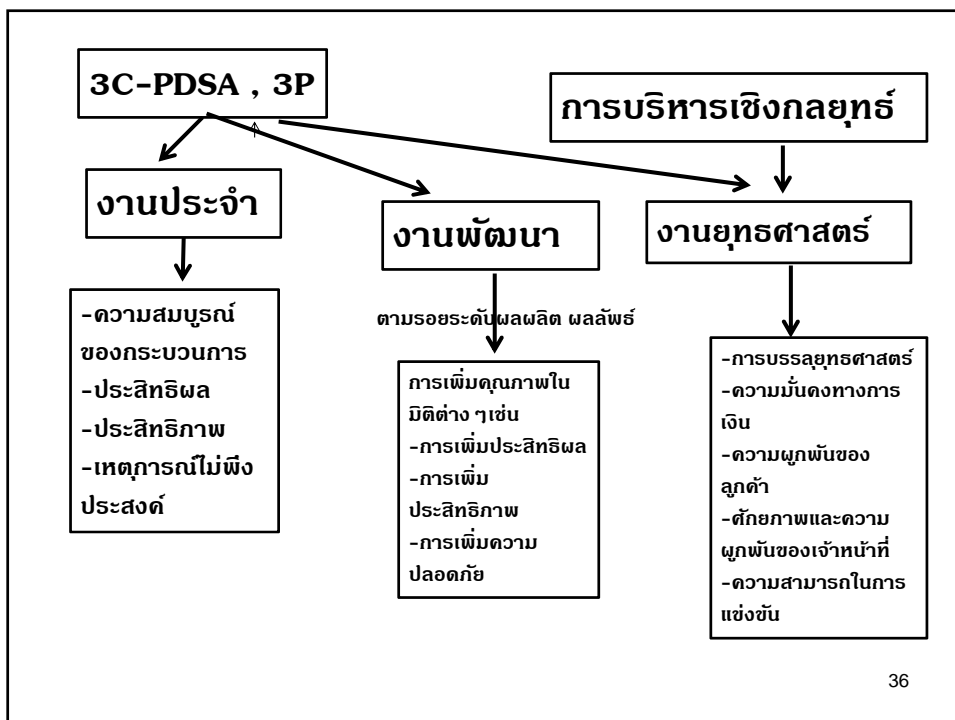 3C-PDSA , 3P
การบริหารเชิงกลยุทธ์
งานประจำ
งานพัฒนา
งานยุทธศาสตร์
-ความสมบูรณ์
ของกระบวนการ
-ประสิทธิผล
-ประสิทธิภาพ
-เหตุการณ์ไม่พึง
ประสงค์
ตามรอยระดับผลผลิต ผลลัพธ์
การเพิ่มคุณภาพใน
มิติต่าง ๆเช่น
-การเพิ่มประสิทธิผล
-การเพิ่ม
ประสิทธิภาพ
-การเพิ่มความ
ปลอดภัย
-การบรรลุยุทธศาสตร์
-ความมั่นคงทางการ
เงิน
-ความผูกพันของ
ลูกค้า
-ศักยภาพและความ
ผูกพันของเจ้าหน้าที่
-ความสามารถในการ
แข่งขัน
36